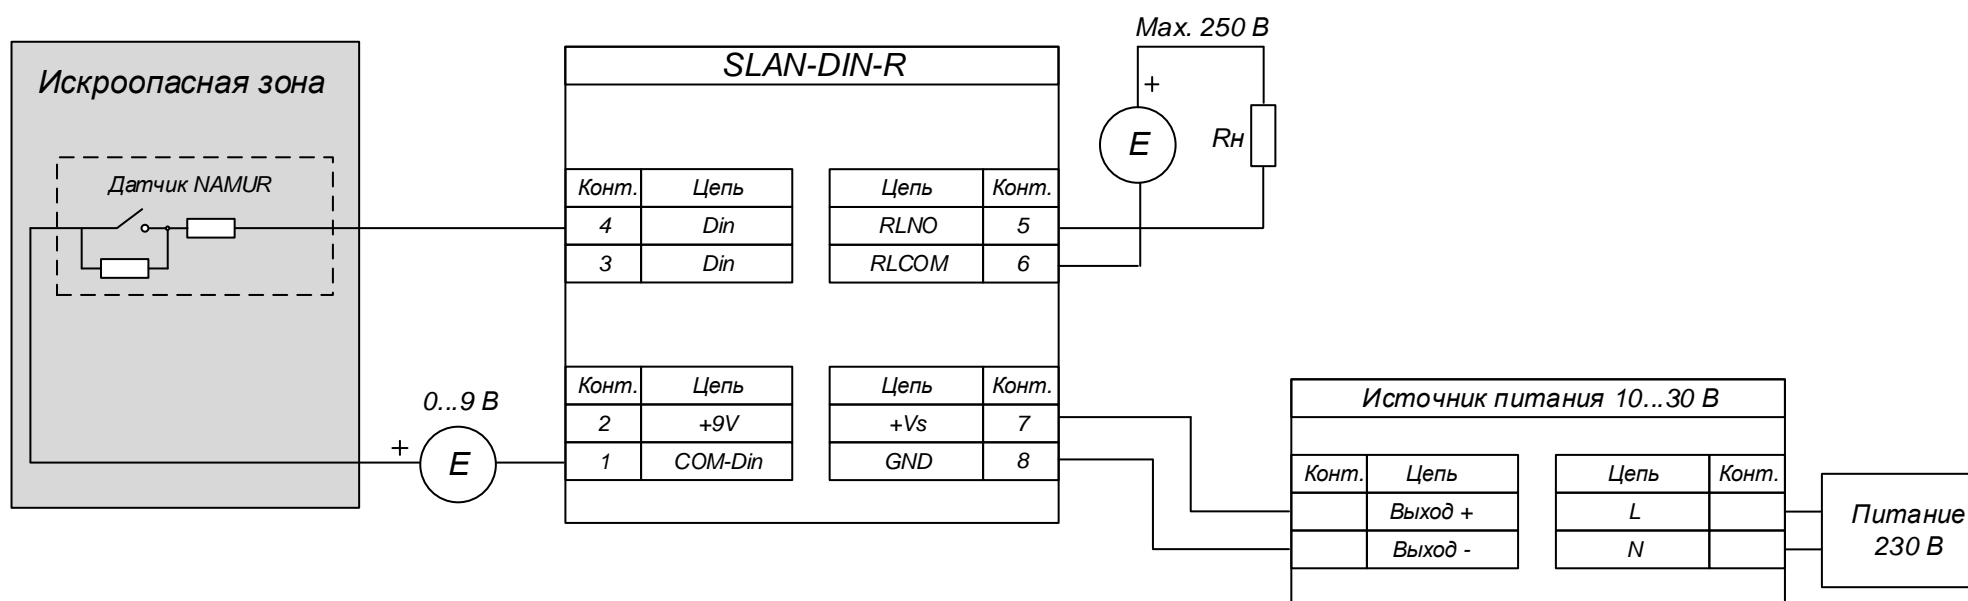 Max. 250 В
Искроопасная зона
SLAN-DIN-R
+
E
Rн
Датчик NAMUR
Конт. Цепь Цепь Конт.
4 Din RLNO 5
3 Din RLCOM 6
0...9 В
+
E
Конт. Цепь Цепь Конт.
2 +9V +Vs 7
1 COM-Din GND 8
Источник питания 10...30 В
Конт. Цепь Цепь Конт.
Выход + L
Выход - N
Питание
230 В